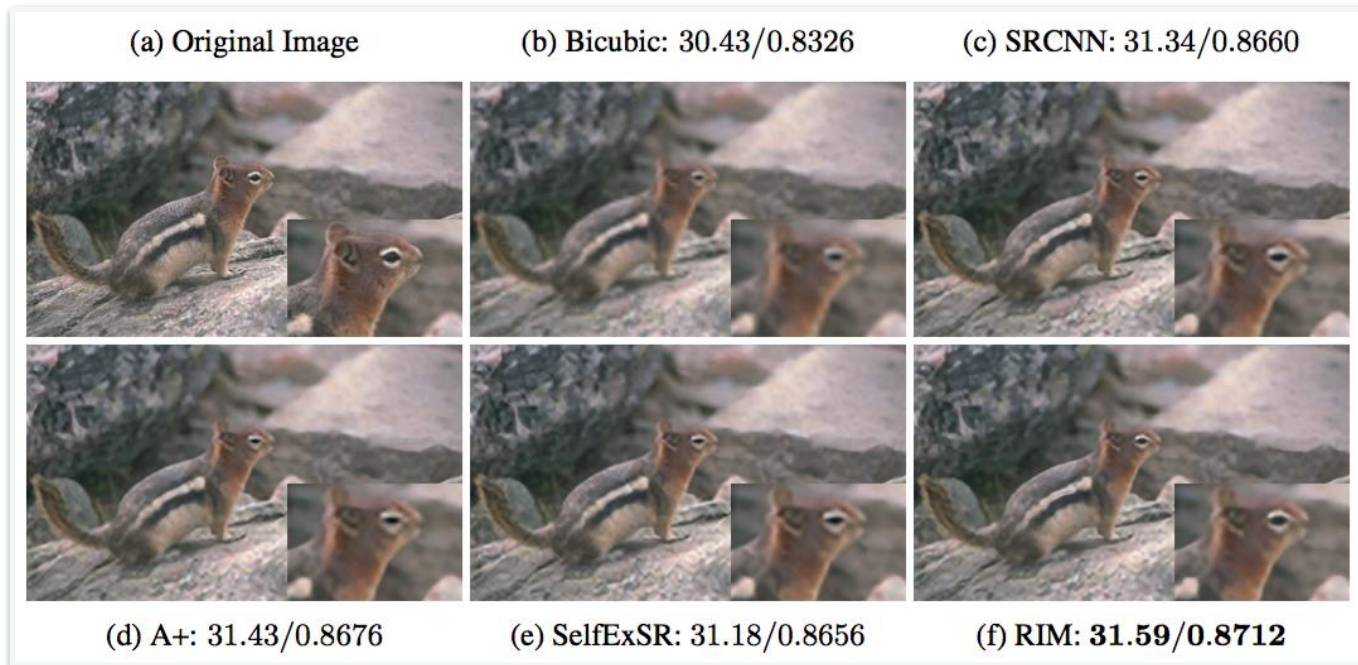 (a) Original Image
(b) Bicubic: 30.43/0.8326
(c) SRCNN: 31.34/0.8660
(d) A+: 31.43/0.8676
(e) SelfExSR: 31.18/0.8656
(f) RIM: 31.59/0.8712